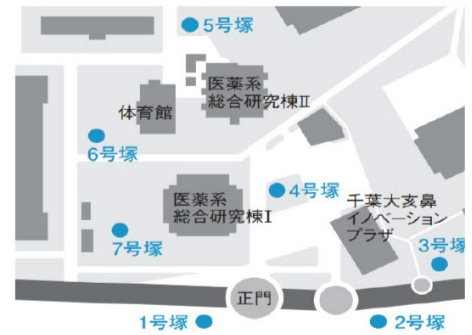 5号塚
医薬系
総合研究棟II
体育館
6号塚
4号塚
医薬系
総合研究棟I
千葉大亥鼻
イノベーション
プラザ
7号塚
3号塚
正門
1号塚
2号塚